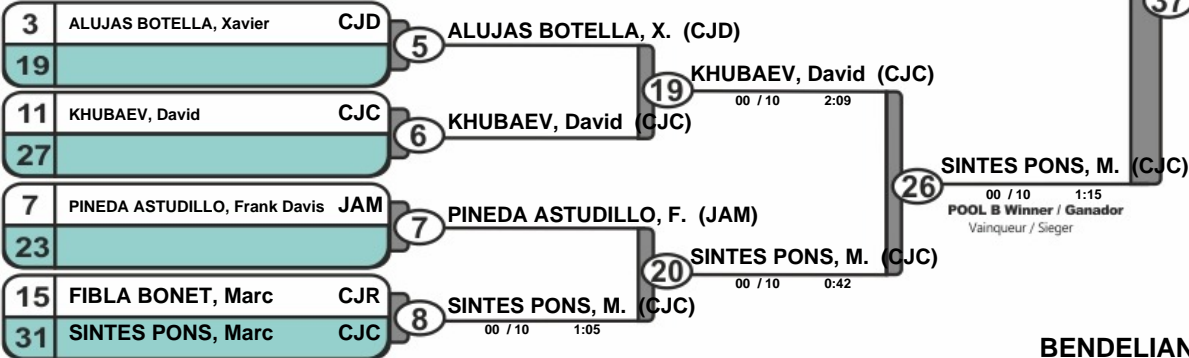 3 ALUJAS BOTELLA, Xavier CJD
19
5
ALUJAS BOTELLA, X. (CJD)
11 KHUBAEV, David CJC
27
6
KHUBAEV, David (CJC)
19
KHUBAEV, David (CJC)
00 / 10 2:09
7 PINEDA ASTUDILLO, Frank Davis JAM
23
7
PINEDA ASTUDILLO, F. (JAM)
15 FIBLA BONET, Marc CJR
31 SINTES PONS, Marc CJC
8
SINTES PONS, M. (CJC)
00 / 10 1:05
20
SINTES PONS, M. (CJC)
00 / 10 0:42
26
SINTES PONS, M. (CJC)
00 / 10 1:15
POOL B Winner / Ganador
Vainqueur / Sieger
37
BENDELIAN